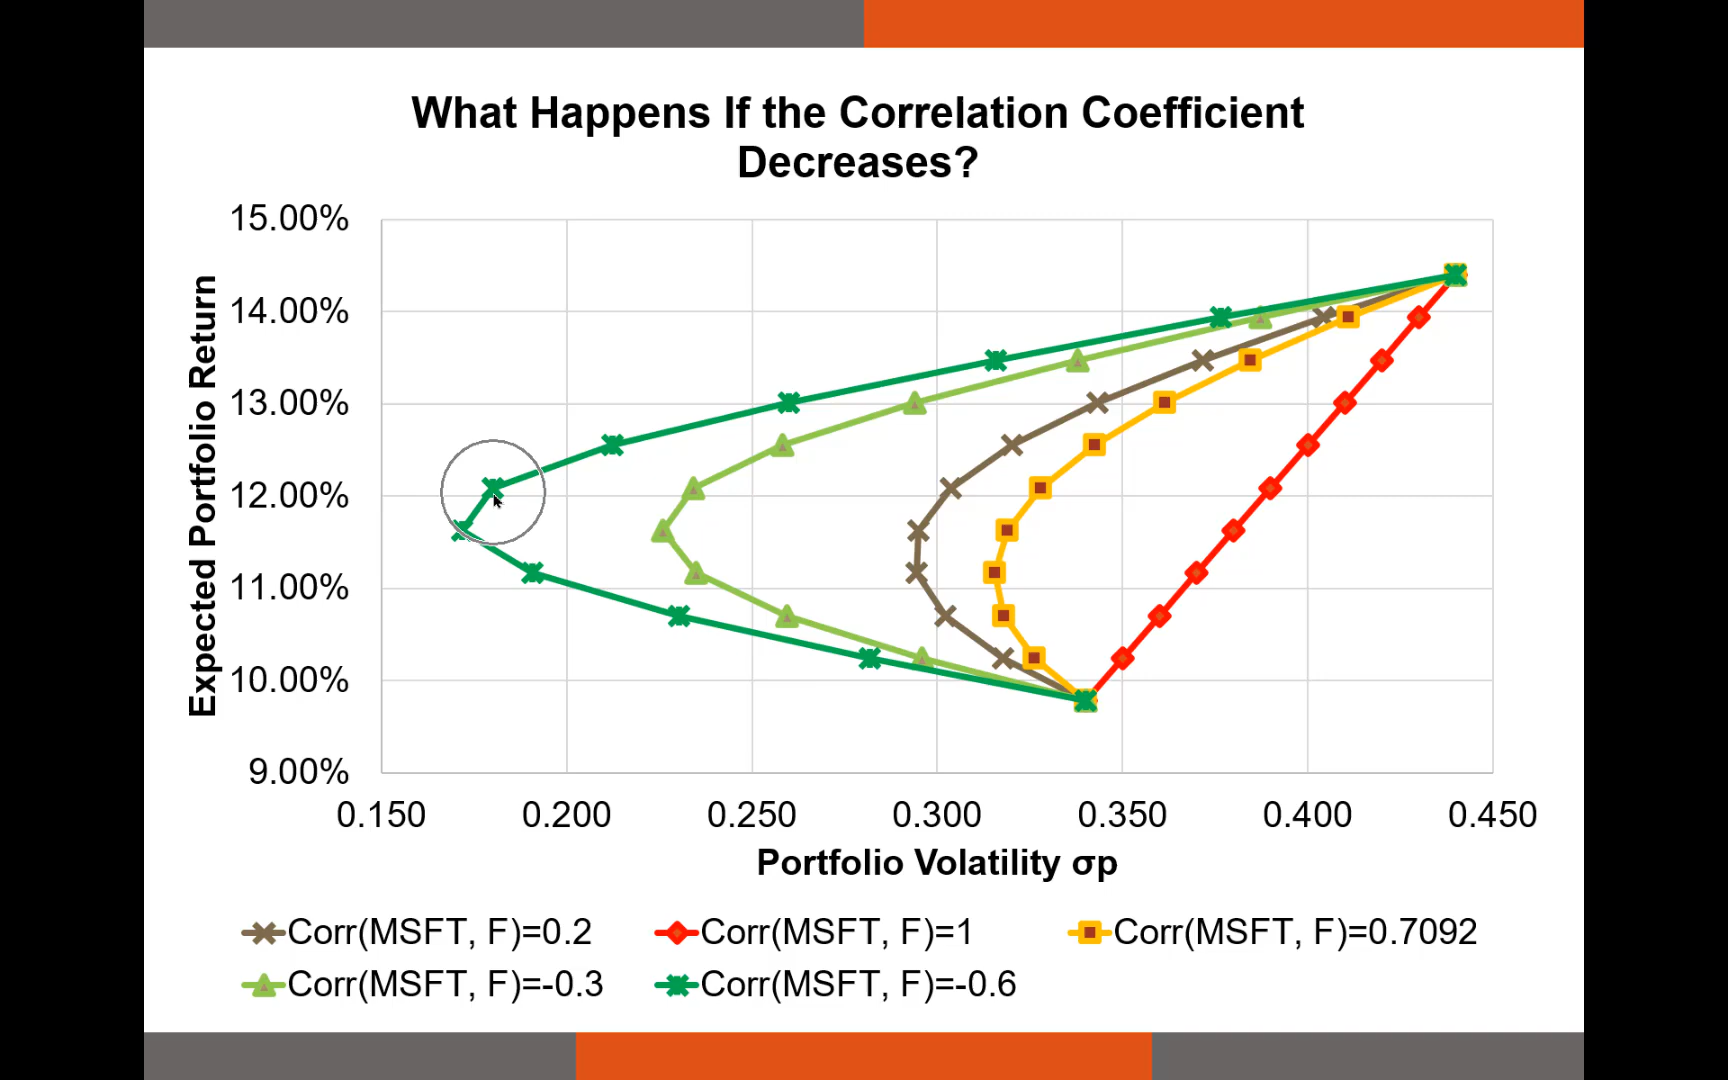 What Happens If the Correlation Coefficient
Decreases?
15.00%
14.00%
13.00%
12.00%
11.00%
10.00%
9.00%
Expected Portfolio Return
0.150 0.200 0.250 0.300 0.350 0.400 0.450
Portfolio Volatility σp
Corr(MSFT, F)=0.2 Corr(MSFT, F)=1 Corr(MSFT, F)=0.7092
Corr(MSFT, F)=-0.3 Corr(MSFT, F)=-0.6